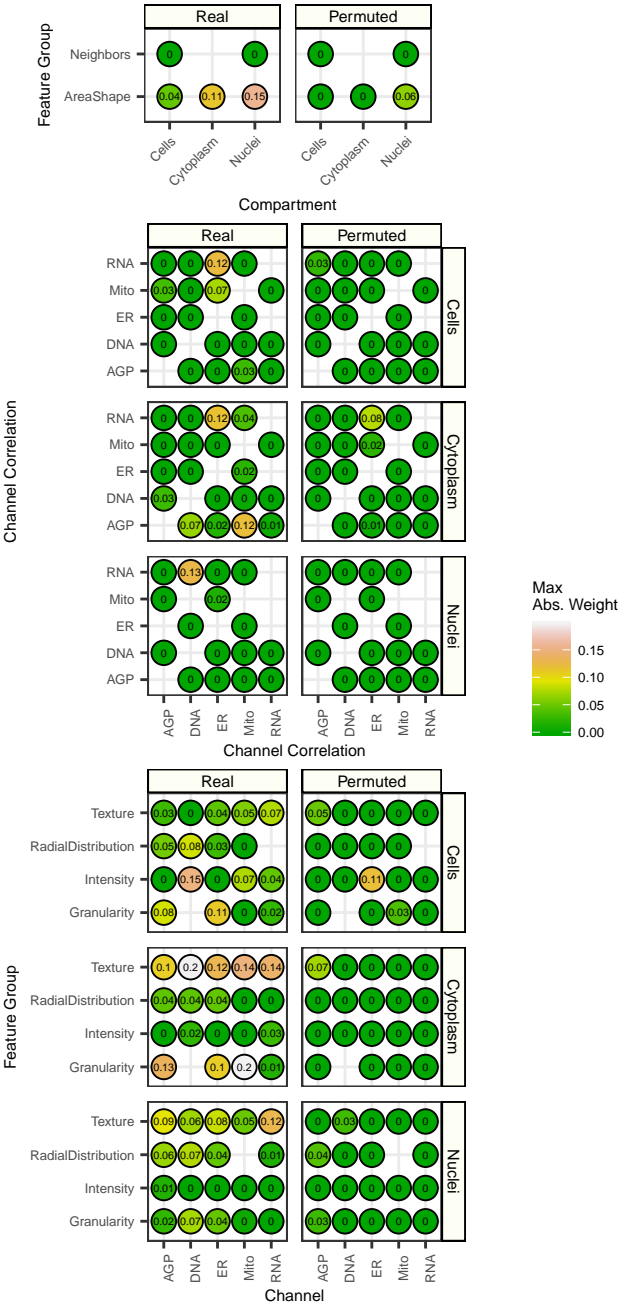 Real Permuted
Feature Group
Neighbors 0 0 0 0
AreaShape 0.04 0.11 0.15 0 0 0.06
Cells Cytoplasm Nuclei Cells Cytoplasm Nuclei
Compartment
Real Permuted
Channel Correlation
Cells
RNA 0 0 0.12 0 0.03 0 0 0
Mito 0.03 0 0.07 0 0 0 0 0
ER 0 0 0 0 0 0
DNA 0 0 0 0 0 0 0 0
AGP 0 0 0.03 0 0 0 0 0
Cytoplasm
RNA 0 0 0.12 0.04 0 0 0.08 0
Mito 0 0 0 0 0 0 0.02 0
ER 0 0 0.02 0 0 0
DNA 0.03 0 0 0 0 0 0 0
AGP 0.07 0.02 0.12 0.01 0 0.01 0 0
Nuclei
RNA 0 0.13 0 0 0 0 0 0
Mito 0 0.02 0 0
ER 0 0 0 0
DNA 0 0 0 0 0 0 0 0
AGP 0 0 0 0 0 0 0 0
AGP DNA ER Mito RNA AGP DNA ER Mito RNA
Channel Correlation
Max
Abs. Weight
0.15
0.10
0.05
0.00
Real Permuted
Feature Group
Cells
Texture 0.03 0 0.04 0.05 0.07 0.05 0 0 0 0
RadialDistribution 0.05 0.08 0.03 0 0 0 0 0
Intensity 0 0.15 0 0.07 0.04 0 0 0.11 0 0
Granularity 0.08 0.11 0 0.02 0 0 0.03 0
Cytoplasm
Texture 0.1 0.2 0.12 0.14 0.14 0.07 0 0 0 0
RadialDistribution 0.04 0.04 0.04 0 0 0 0 0 0 0
Intensity 0 0.02 0 0 0.03 0 0 0 0 0
Granularity 0.13 0.1 0.2 0.01 0 0 0 0
Nuclei
Texture 0.09 0.06 0.08 0.05 0.12 0 0.03 0 0 0
RadialDistribution 0.06 0.07 0.04 0.01 0.04 0 0 0
Intensity 0.01 0 0 0 0 0 0 0 0 0
Granularity 0.02 0.07 0.04 0 0 0.03 0 0 0 0
AGP DNA ER Mito RNA AGP DNA ER Mito RNA
Channel